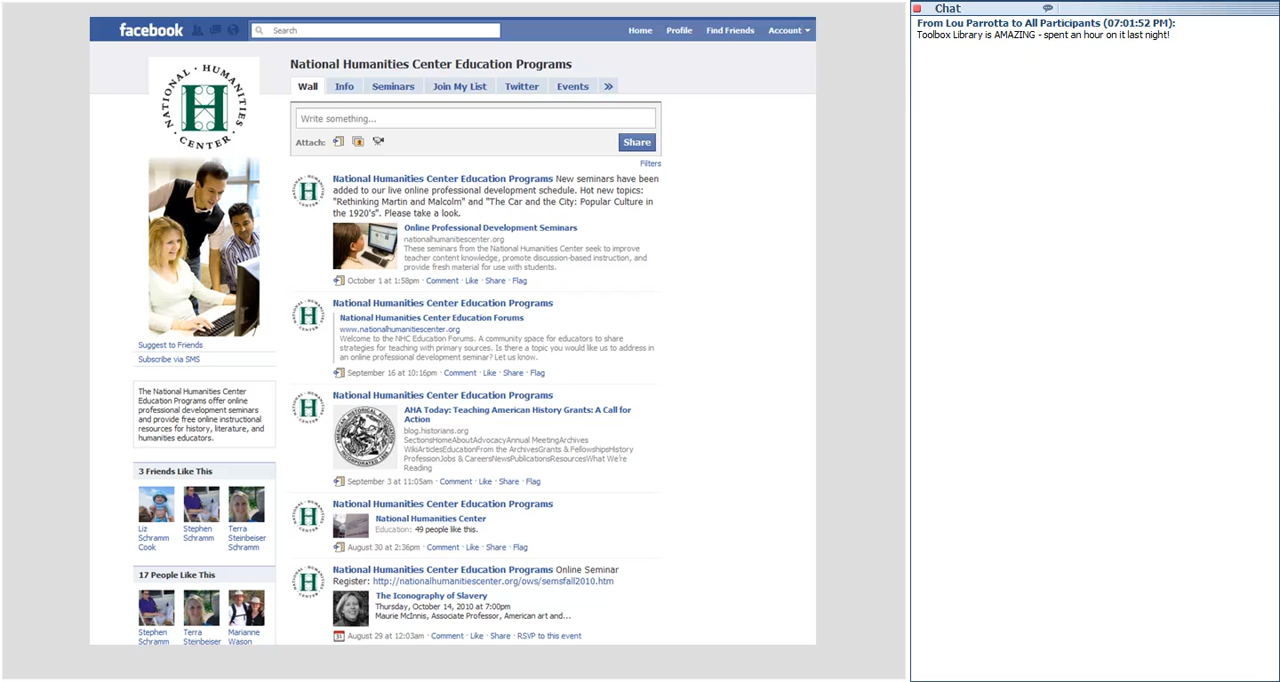 facebook
Search
Home Profile Find Friends Account
NATIONAL HUMANITIES CENTER
H
Suggest to Friends
Subscribe via SMS
The National Humanities Center
Education Programs offer online
professional development seminars
and provide free online instructional
resources for history, literature, and
humanities educators.
3 Friends Like This
Liz Schramm Cook
Stephen Schramm
Terra Steinbeiser Schramm
17 People Like This
Stephen Schramm
Terra Steinbeiser
Marianne Wason
National Humanities Center Education Programs
Wall Info Seminars Join My List Twitter Events »
Write something...
Attach:
Share
Filters
National Humanities Center Education Programs New seminars have been
added to our live online professional development schedule. Hot new topics:
"Rethinking Martin and Malcolm" and "The Car and the City: Popular Culture in
the 1920's". Please take a look.
Online Professional Development Seminars
nationalhumanitiescenter.org
These seminars from the National Humanities Center seek to improve
teacher content knowledge, promote discussion-based instruction, and
provide fresh material for use with students.
October 1 at 1:58pm · Comment · Like · Share · Flag
National Humanities Center Education Programs
National Humanities Center Education Forums
www.nationalhumanitiescenter.org
Welcome to the NHC Education Forums. A community space for educators to share
strategies for teaching with primary sources. Is there a topic you would like us to address in
an online professional development seminar? Let us know.
September 16 at 10:16pm · Comment · Like · Share · Flag
National Humanities Center Education Programs
AHA Today: Teaching American History Grants: A Call for
Action
blog.historians.org
SectionsHomeAboutAdvocacyAnnual MeetingArchives
WikiArticlesEducationFrom the ArchivesGrants & FellowshipsHistory
ProfessionJobs & CareersNewsPublicationsResourcesWhat We're
Reading
September 3 at 11:05am · Comment · Like · Share · Flag
National Humanities Center Education Programs
National Humanities Center
Education: 49 people like this.
August 30 at 2:36pm · Comment · Like · Share · Flag
National Humanities Center Education Programs Online Seminar
Register: http://nationalhumanitiescenter.org/ows/semsfall2010.htm
The Iconography of Slavery
Thursday, October 14, 2010 at 7:00pm
Maurie McInnis, Associate Professor, American art and...
August 29 at 12:03am · Comment · Like · Share · RSVP to this event
Chat
From Lou Parrotta to All Participants (07:01:52 PM):
Toolbox Library is AMAZING - spent an hour on it last night!